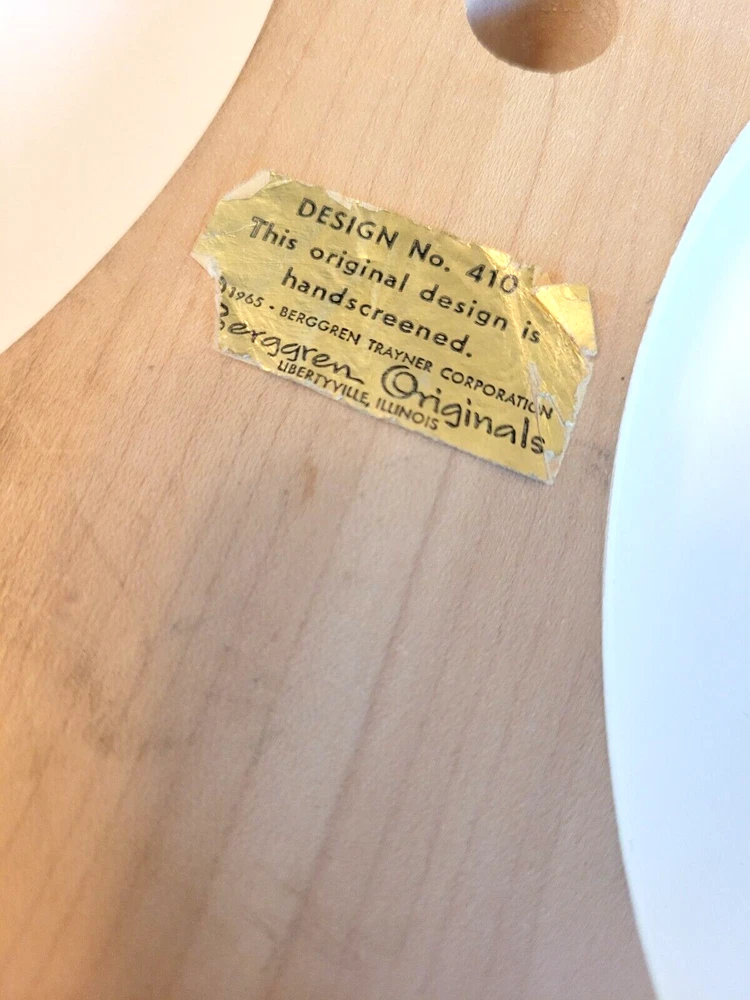 DESIGN No. 410
This original design is
handscreened.
1965 - BERGGREN TRAYNER CORPORATION
Berggren Originals
LIBERTYVILLE, ILLINOIS